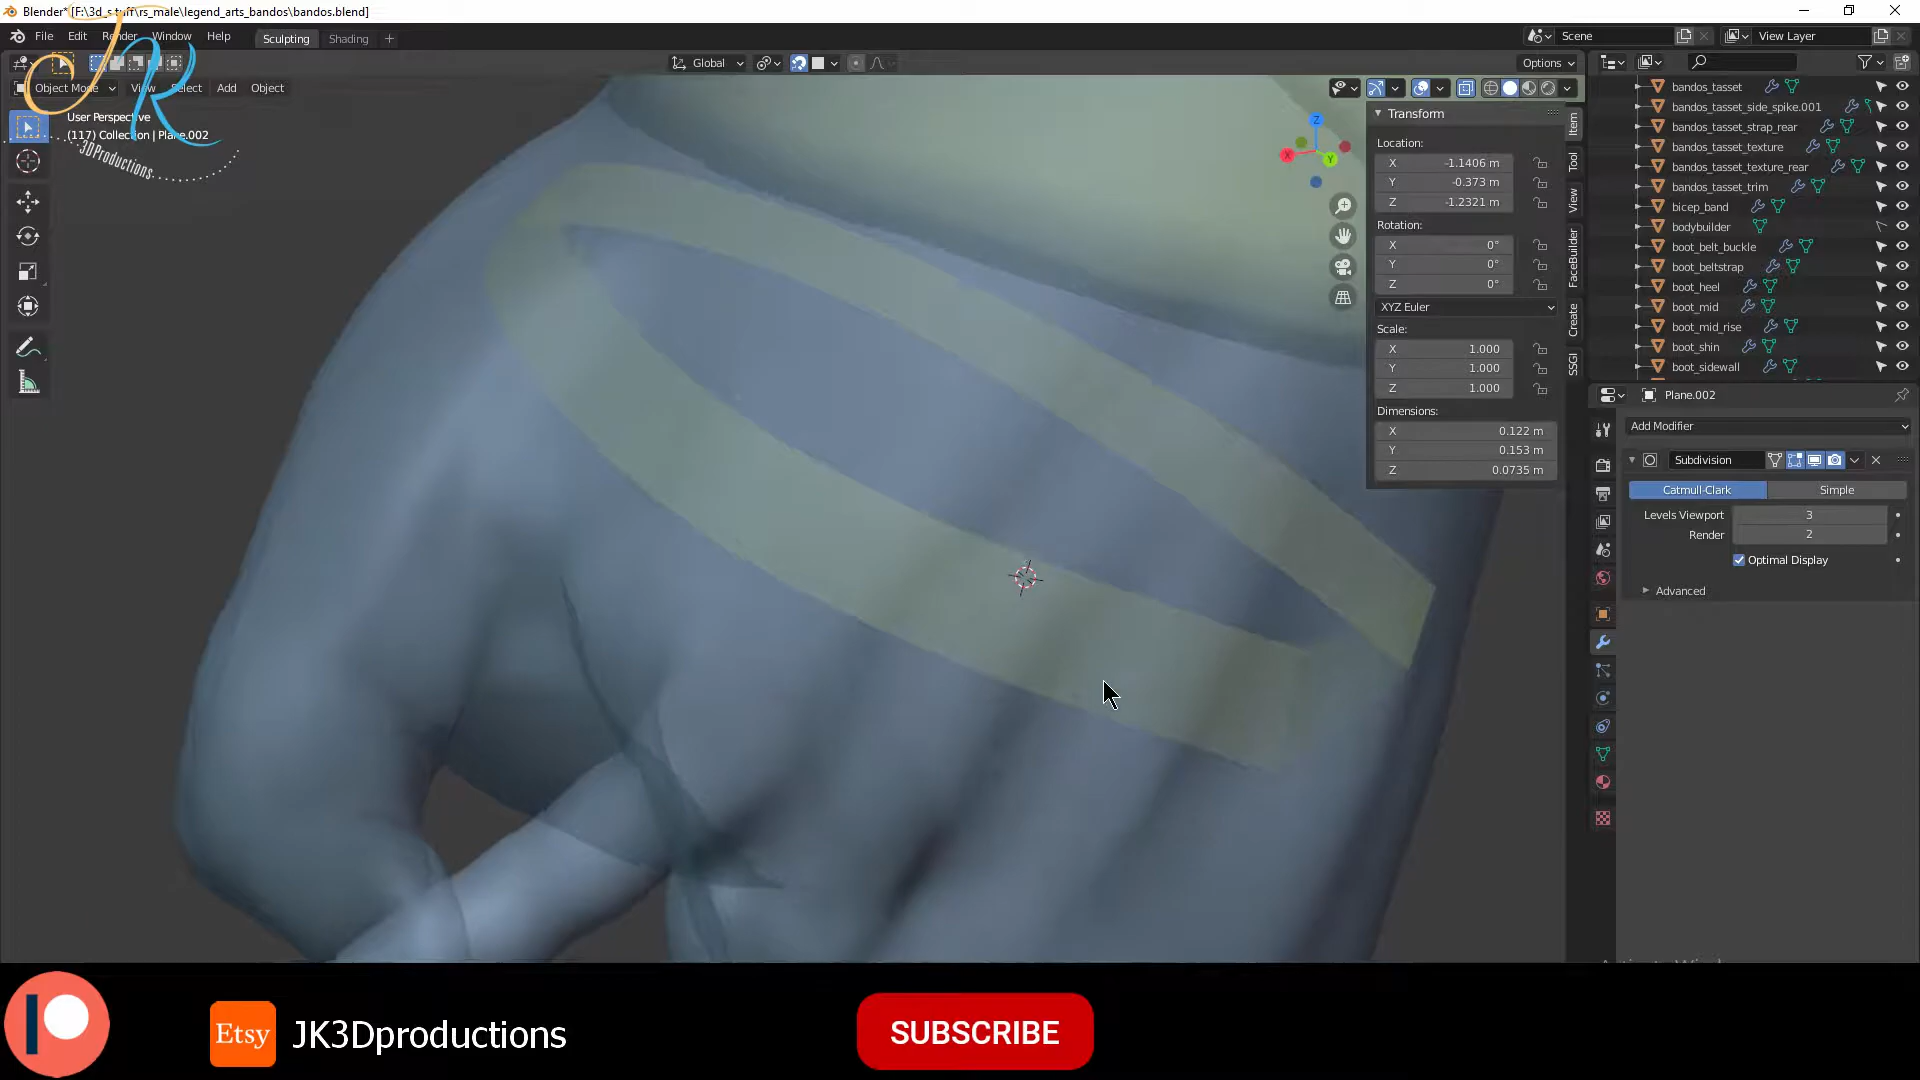 Blender* [F:\3d_stuff\rs_male\legend_arts_bandos\bandos.blend]
File Edit Render Window Help Sculpting Shading + Scene View Layer
Global Options
Object Mode View Select Add Object
User Perspective
(117) Collection | Plane.002
JR
3DProductions
Z
X
Y
Transform
Location:
X -1.1406 m
Y -0.373 m
Z -1.2321 m
Rotation:
X 0°
Y 0°
Z 0°
XYZ Euler
Scale:
X 1.000
Y 1.000
Z 1.000
Dimensions:
X 0.122 m
Y 0.153 m
Z 0.0735 m
Item
Tool
View
FaceBuilder
Create
SSGI
bandos_tasset
bandos_tasset_side_spike.001
bandos_tasset_strap_rear
bandos_tasset_texture
bandos_tasset_texture_rear
bandos_tasset_trim
bicep_band
bodybuilder
boot_belt_buckle
boot_beltstrap
boot_heel
boot_mid
boot_mid_rise
boot_shin
boot_sidewall
Plane.002
Add Modifier
Subdivision
Catmull-Clark Simple
Levels Viewport 3
Render 2
Optimal Display
Advanced
Etsy JK3Dproductions
SUBSCRIBE